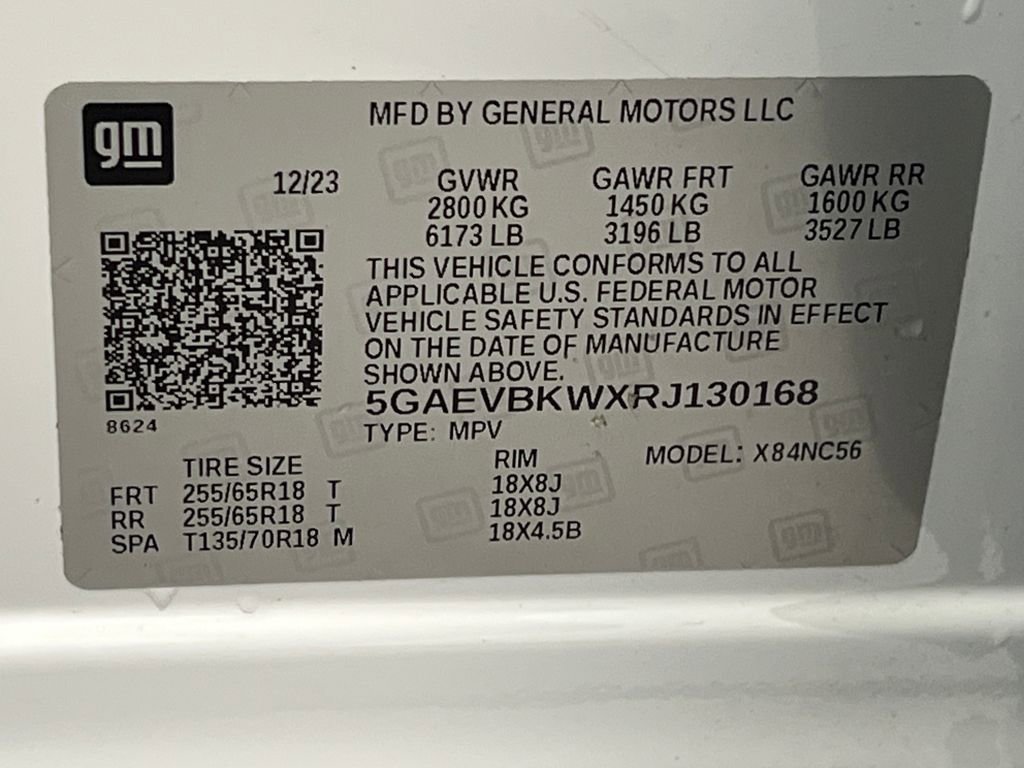 gm
MFD BY GENERAL MOTORS LLC
12/23 GVWR GAWR FRT GAWR RR
2800 KG 1450 KG 1600 KG
6173 LB 3196 LB 3527 LB
THIS VEHICLE CONFORMS TO ALL
APPLICABLE U.S. FEDERAL MOTOR
VEHICLE SAFETY STANDARDS IN EFFECT
ON THE DATE OF MANUFACTURE
SHOWN ABOVE.
5GAEVBKWXRJ130168
8624
TYPE: MPV
TIRE SIZE RIM MODEL: X84NC56
FRT 255/65R18 T 18X8J
RR 255/65R18 T 18X8J
SPA T135/70R18 M 18X4.5B